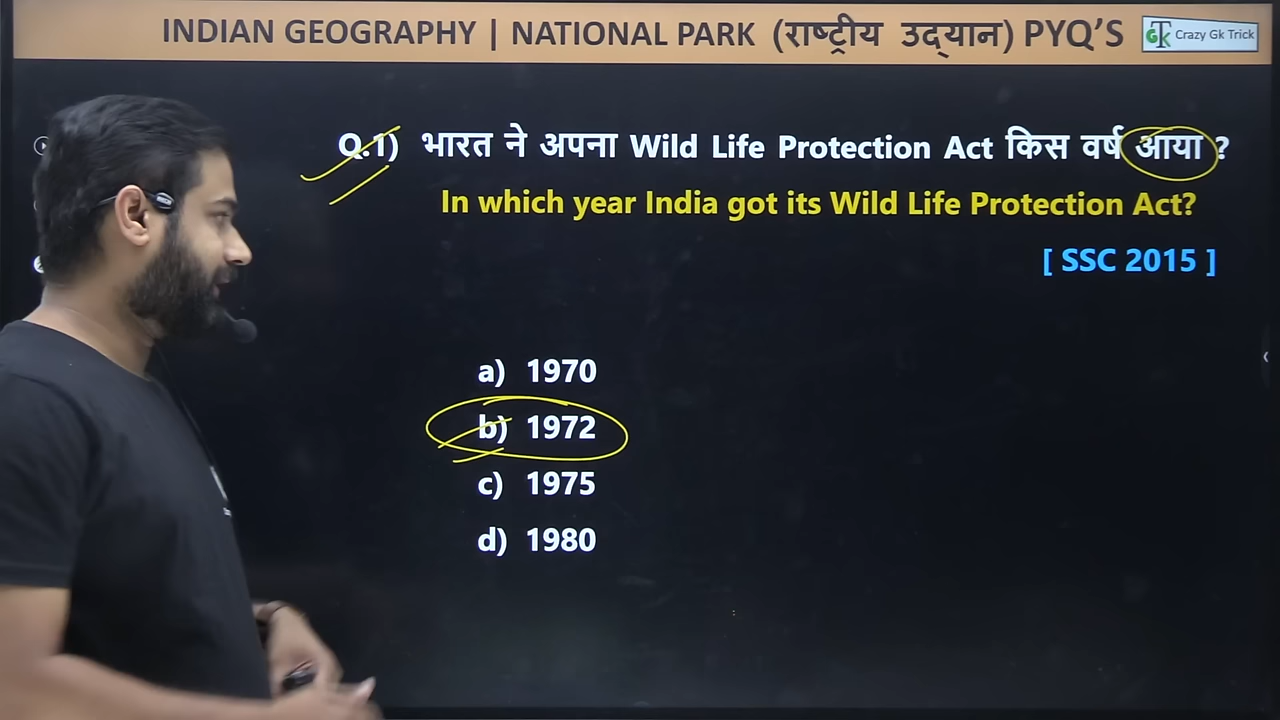 INDIAN GEOGRAPHY | NATIONAL PARK (राष्ट्रीय उद्यान) PYQ'S
GK Crazy Gk Trick
Q.1) भारत ने अपना Wild Life Protection Act किस वर्ष आया ?
In which year India got its Wild Life Protection Act?
[ SSC 2015 ]
a) 1970
b) 1972
c) 1975
d) 1980